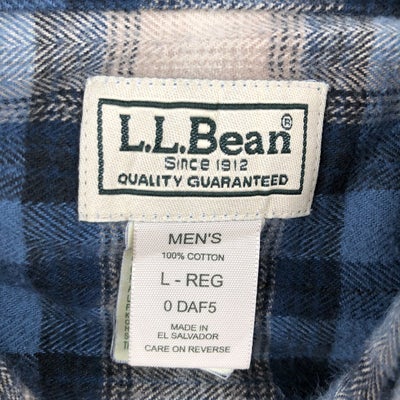 L.L.Bean®
Since 1912
QUALITY GUARANTEED
MEN'S
100% COTTON
L - REG
0 DAF5
MADE IN
EL SALVADOR
CARE ON REVERSE